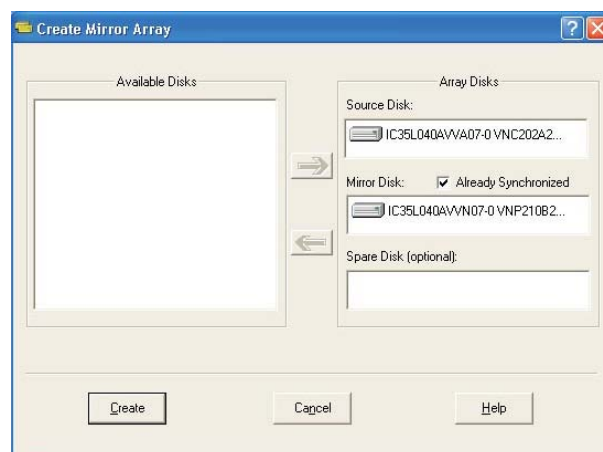 Create Mirror Array
Available Disks
Array Disks
Source Disk:
IC35L040AVVA07-0 VNC202A2...
Mirror Disk:
Already Synchronized
IC35L040AVVN07-0 VNP210B2...
Spare Disk (optional):
Create
Cancel
Help